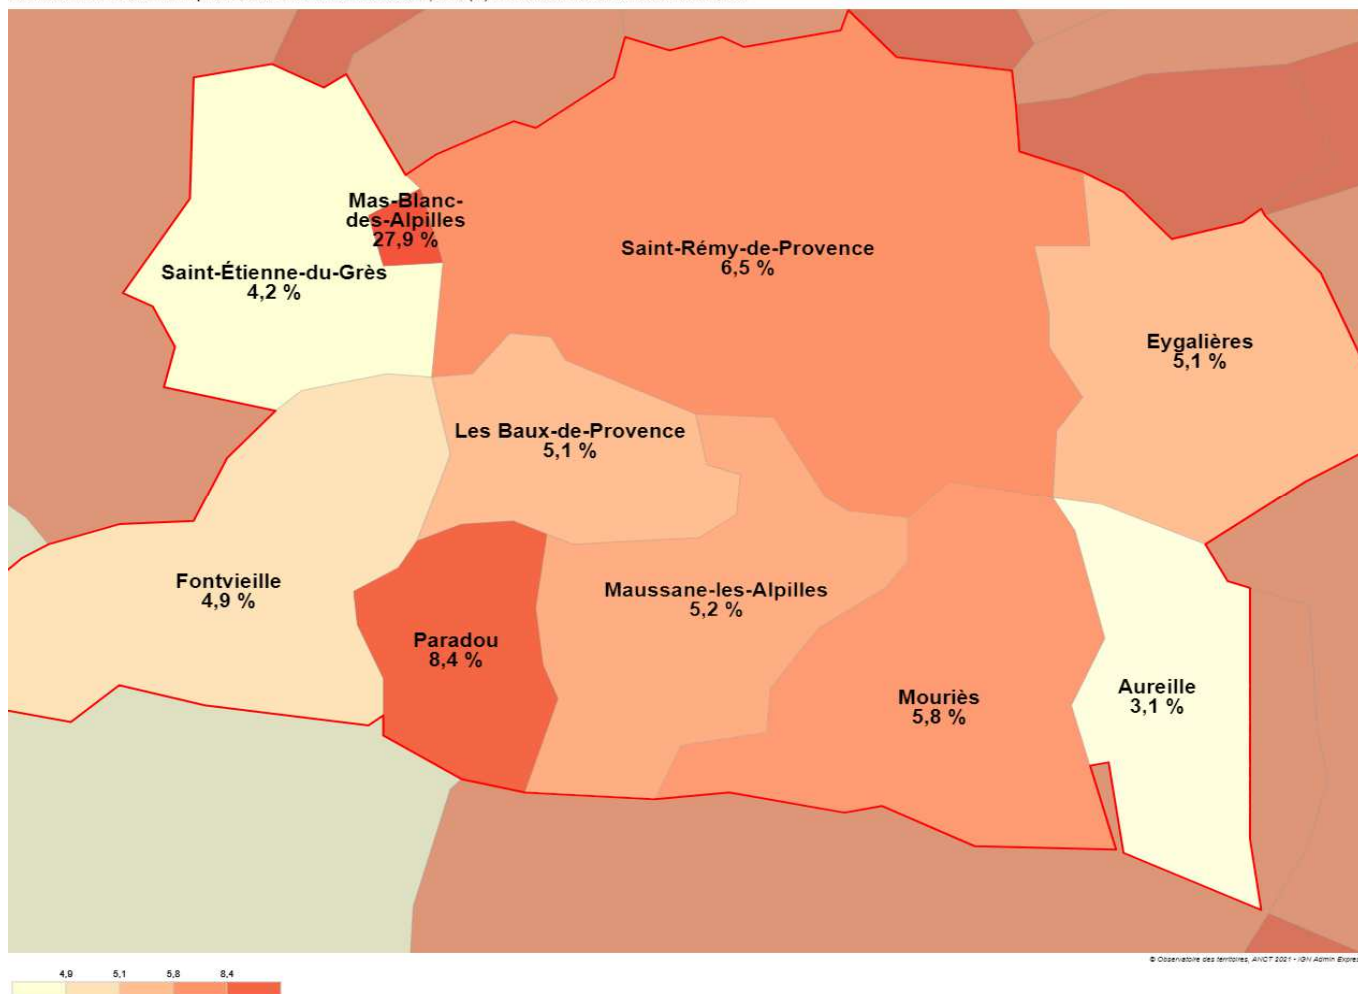 Mas-Blanc-
des-Alpilles
27,9 %
Saint-Rémy-de-Provence
6,5 %
Saint-Étienne-du-Grès
4,2 %
Eygalières
5,1 %
Les Baux-de-Provence
5,1 %
Fontvieille
4,9 %
Maussane-les-Alpilles
5,2 %
Paradou
8,4 %
Mouriès
5,8 %
Aureille
3,1 %
© Observatoire des territoires, ANCT 2021 - IGN Admin Expres
4,9 5,1 5,8 8,4